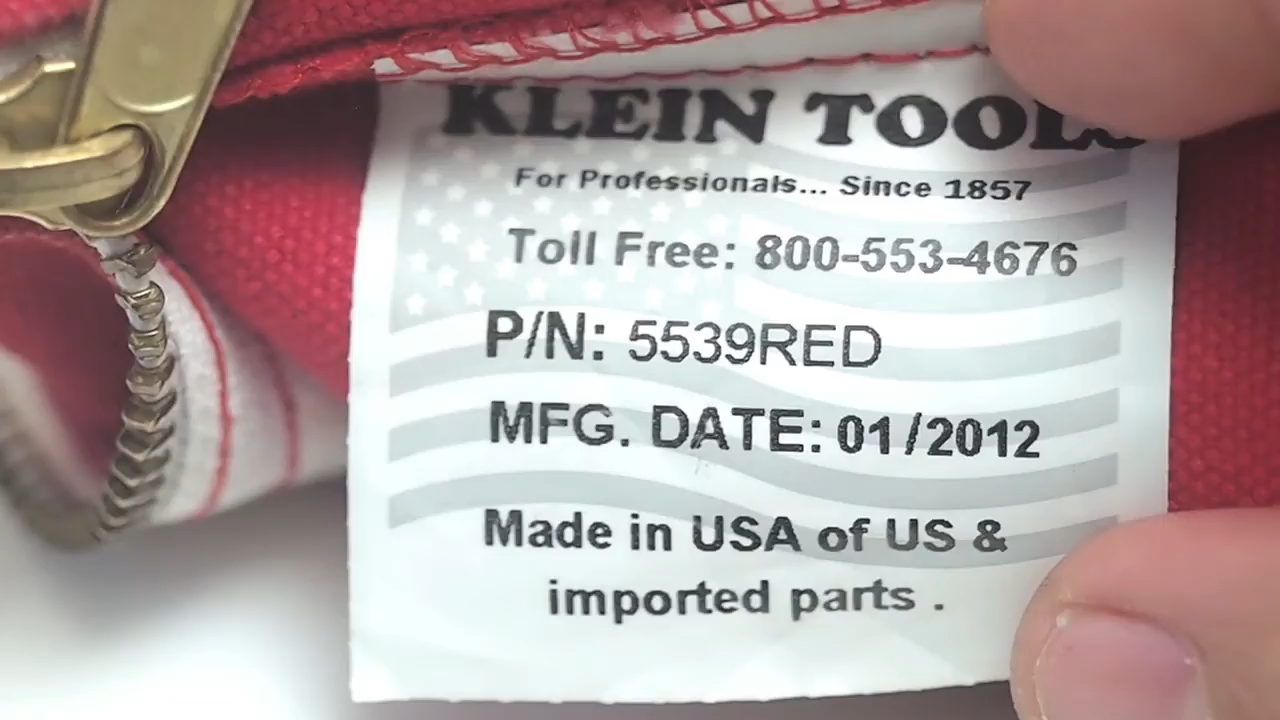 KLEIN TOOLS
For Professionals... Since 1857
Toll Free: 800-553-4676
P/N: 5539RED
MFG. DATE: 01/2012
Made in USA of US &
imported parts .